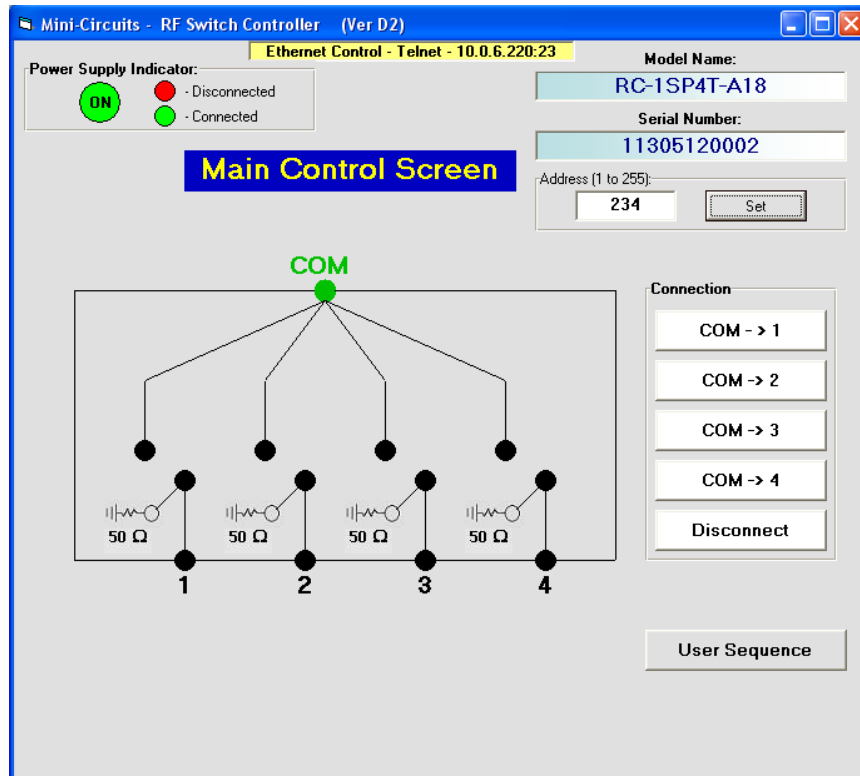 Mini-Circuits - RF Switch Controller (Ver D2)
Ethernet Control - Telnet - 10.0.6.220:23
Power Supply Indicator:
ON
- Disconnected
- Connected
Model Name:
RC-1SP4T-A18
Serial Number:
11305120002
Main Control Screen
Address (1 to 255):
234
Set
COM
Connection
COM - > 1
COM -> 2
COM -> 3
COM -> 4
Disconnect
50 Ω 50 Ω 50 Ω 50 Ω
1 2 3 4
User Sequence